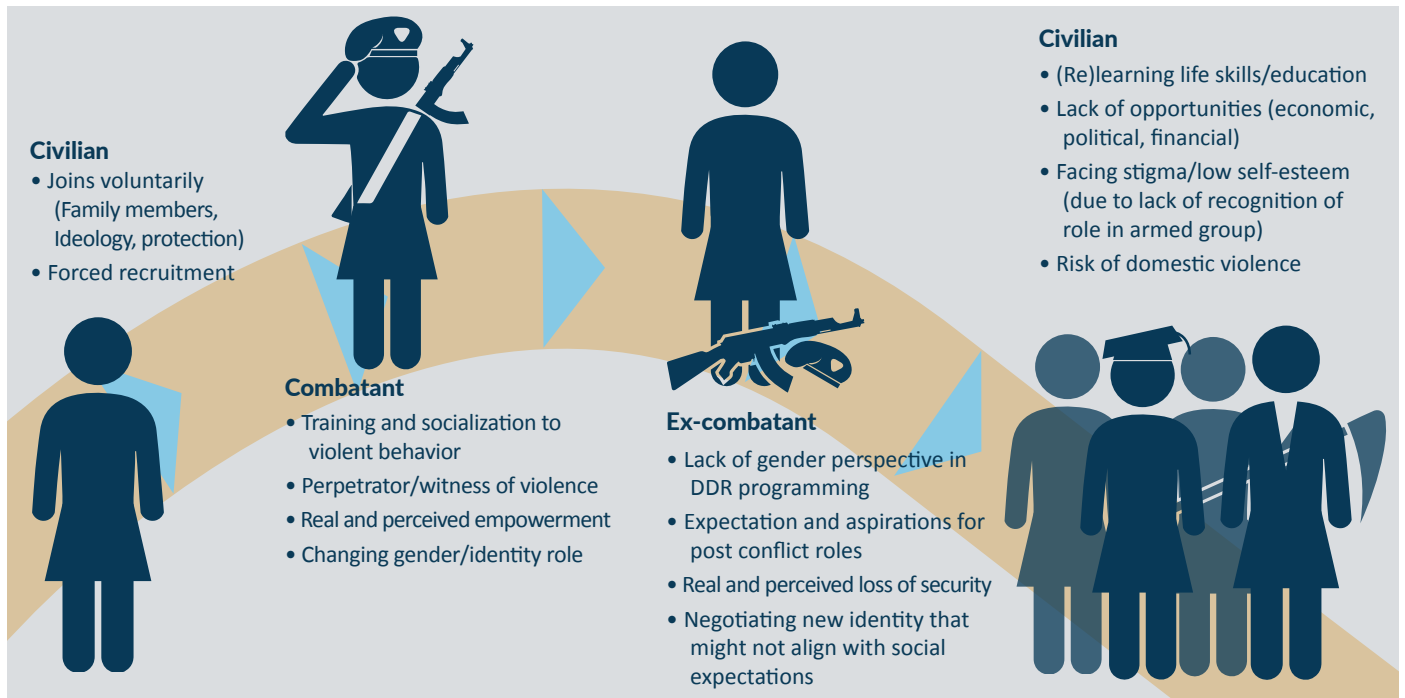 Civilian
• Joins voluntarily
(Family members,
Ideology, protection)
• Forced recruitment
Combatant
• Training and socialization to
violent behavior
• Perpetrator/witness of violence
• Real and perceived empowerment
• Changing gender/identity role
Ex-combatant
• Lack of gender perspective in
DDR programming
• Expectation and aspirations for
post conflict roles
• Real and perceived loss of security
• Negotiating new identity that
might not align with social
expectations
Civilian
• (Re)learning life skills/education
• Lack of opportunities (economic,
political, financial)
• Facing stigma/low self-esteem
(due to lack of recognition of
role in armed group)
• Risk of domestic violence